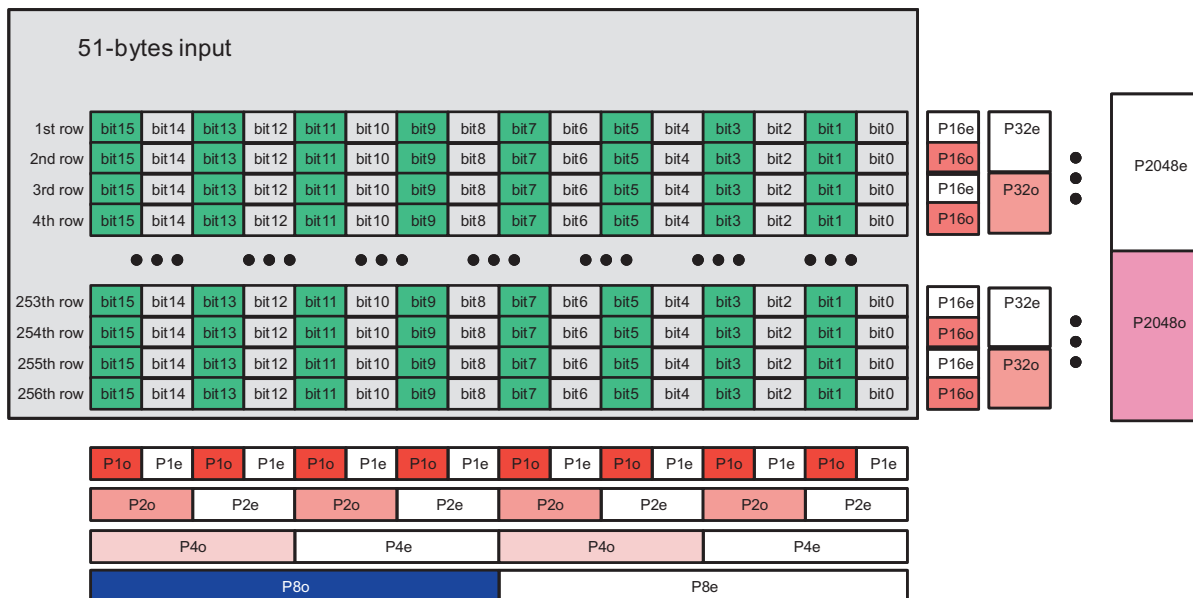 51-bytes input
1st row bit15 bit14 bit13 bit12 bit11 bit10 bit9 bit8 bit7 bit6 bit5 bit4 bit3 bit2 bit1 bit0 P16e P32e
2nd row bit15 bit14 bit13 bit12 bit11 bit10 bit9 bit8 bit7 bit6 bit5 bit4 bit3 bit2 bit1 bit0 P16o P2048e
3rd row bit15 bit14 bit13 bit12 bit11 bit10 bit9 bit8 bit7 bit6 bit5 bit4 bit3 bit2 bit1 bit0 P16e P32o
4th row bit15 bit14 bit13 bit12 bit11 bit10 bit9 bit8 bit7 bit6 bit5 bit4 bit3 bit2 bit1 bit0 P16o
253th row bit15 bit14 bit13 bit12 bit11 bit10 bit9 bit8 bit7 bit6 bit5 bit4 bit3 bit2 bit1 bit0 P16e P32e
254th row bit15 bit14 bit13 bit12 bit11 bit10 bit9 bit8 bit7 bit6 bit5 bit4 bit3 bit2 bit1 bit0 P16o P2048o
255th row bit15 bit14 bit13 bit12 bit11 bit10 bit9 bit8 bit7 bit6 bit5 bit4 bit3 bit2 bit1 bit0 P16e P32o
256th row bit15 bit14 bit13 bit12 bit11 bit10 bit9 bit8 bit7 bit6 bit5 bit4 bit3 bit2 bit1 bit0 P16o
P1o P1e P1o P1e P1o P1e P1o P1e P1o P1e P1o P1e P1o P1e P1o P1e
P2o P2e P2o P2e P2o P2e P2o P2e
P4o P4e P4o P4e
P8o P8e